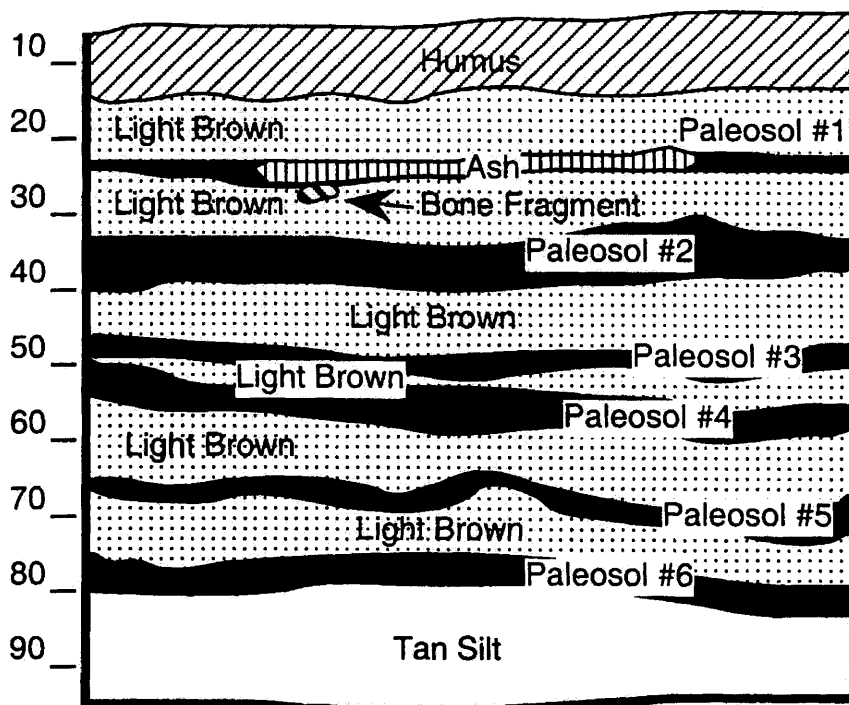 10
Humus
20
Light Brown
Paleosol #1
Ash
30
Light Brown
Bone Fragment
Paleosol #2
40
Light Brown
50
Paleosol #3
Light Brown
Paleosol #4
60
Light Brown
70
Paleosol #5
Light Brown
80
Paleosol #6
90
Tan Silt